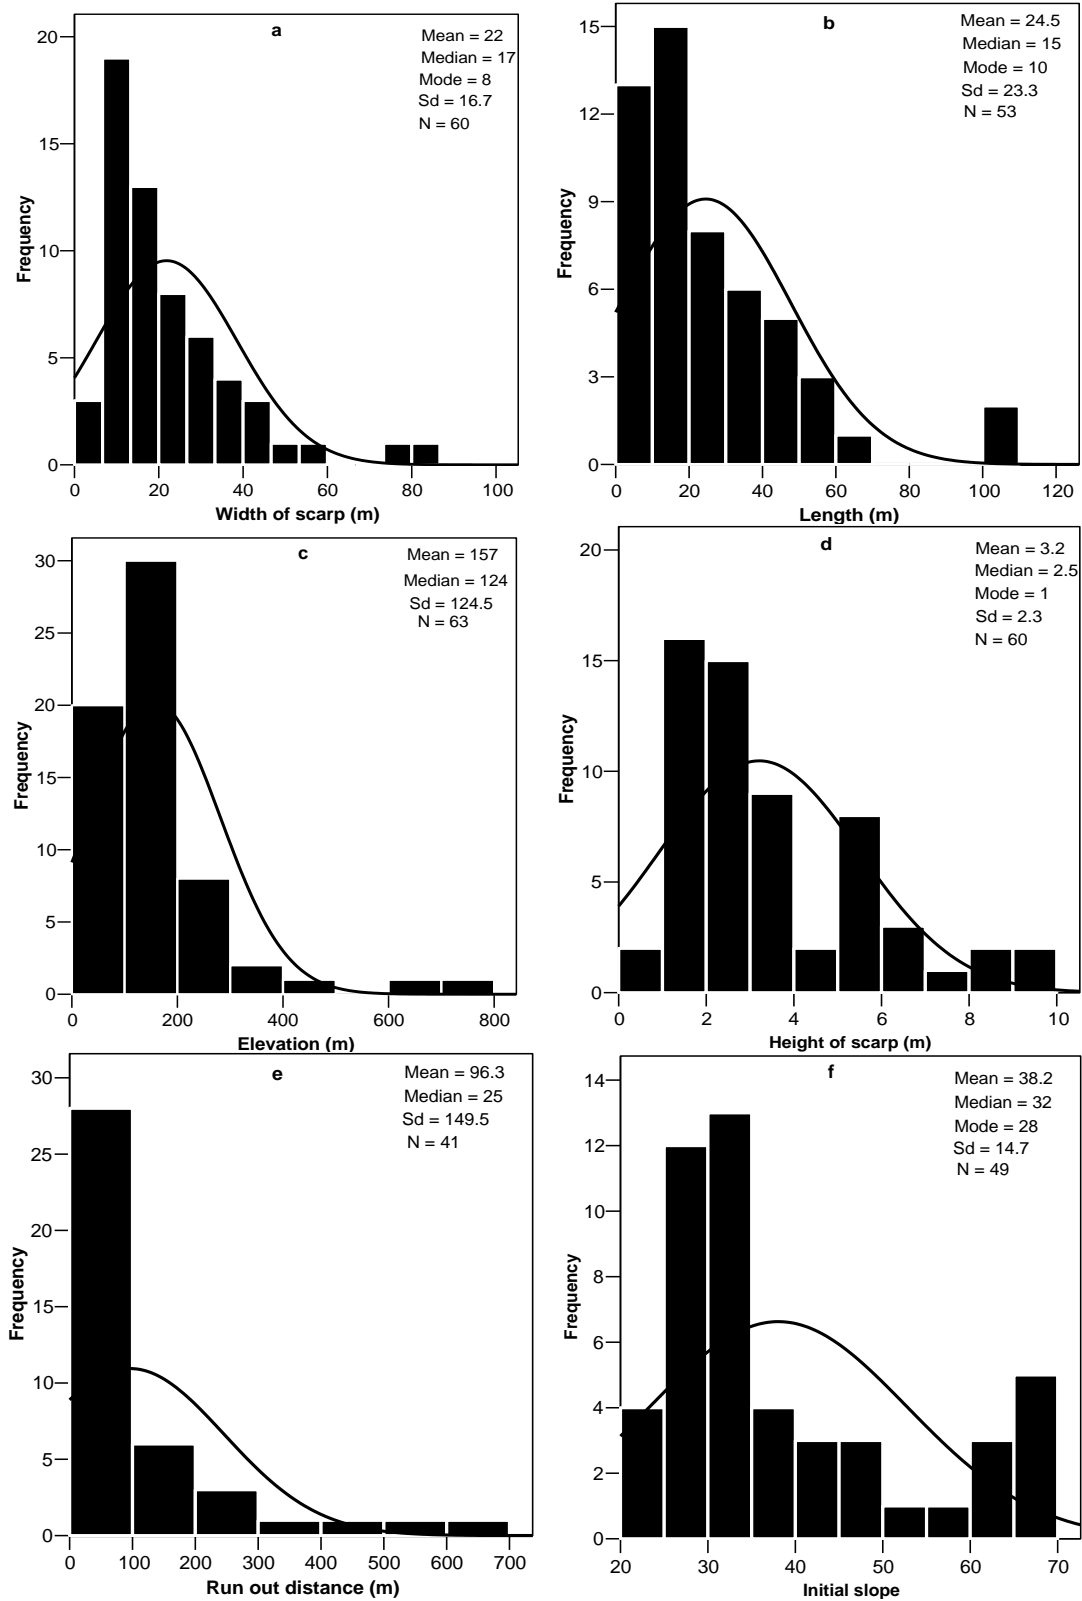 a
Mean = 22
Median = 17
Mode = 8
Sd = 16.7
N = 60
20
15
10
5
0
Frequency
0 20 40 60 80 100
Width of scarp (m)
b
Mean = 24.5
Median = 15
Mode = 10
Sd = 23.3
N = 53
15
12
9
6
3
0
Frequency
0 20 40 60 80 100 120
Length (m)
c
Mean = 157
Median = 124
Sd = 124.5
N = 63
30
25
20
15
10
5
0
Frequency
0 200 400 600 800
Elevation (m)
d
Mean = 3.2
Median = 2.5
Mode = 1
Sd = 2.3
N = 60
20
15
10
5
0
Frequency
0 2 4 6 8 10
Height of scarp (m)
e
Mean = 96.3
Median = 25
Sd = 149.5
N = 41
30
25
20
15
10
5
0
Frequency
0 100 200 300 400 500 600 700
Run out distance (m)
f
Mean = 38.2
Median = 32
Mode = 28
Sd = 14.7
N = 49
14
12
10
8
6
4
2
0
Frequency
20 30 40 50 60 70
Initial slope